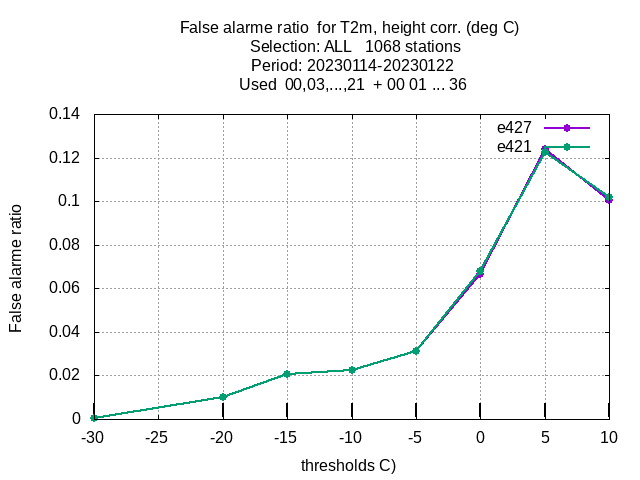 False alarme ratio  for T2m, height corr. (deg C)
Selection: ALL   1068 stations
Period: 20230114-20230122
Used  00,03,...,21  + 00 01 ... 36
0.14
0.12
0.1
0.08
0.06
0.04
0.02
0
False alarme ratio
e427
e421
-30 -25 -20 -15 -10 -5 0 5 10
thresholds C)